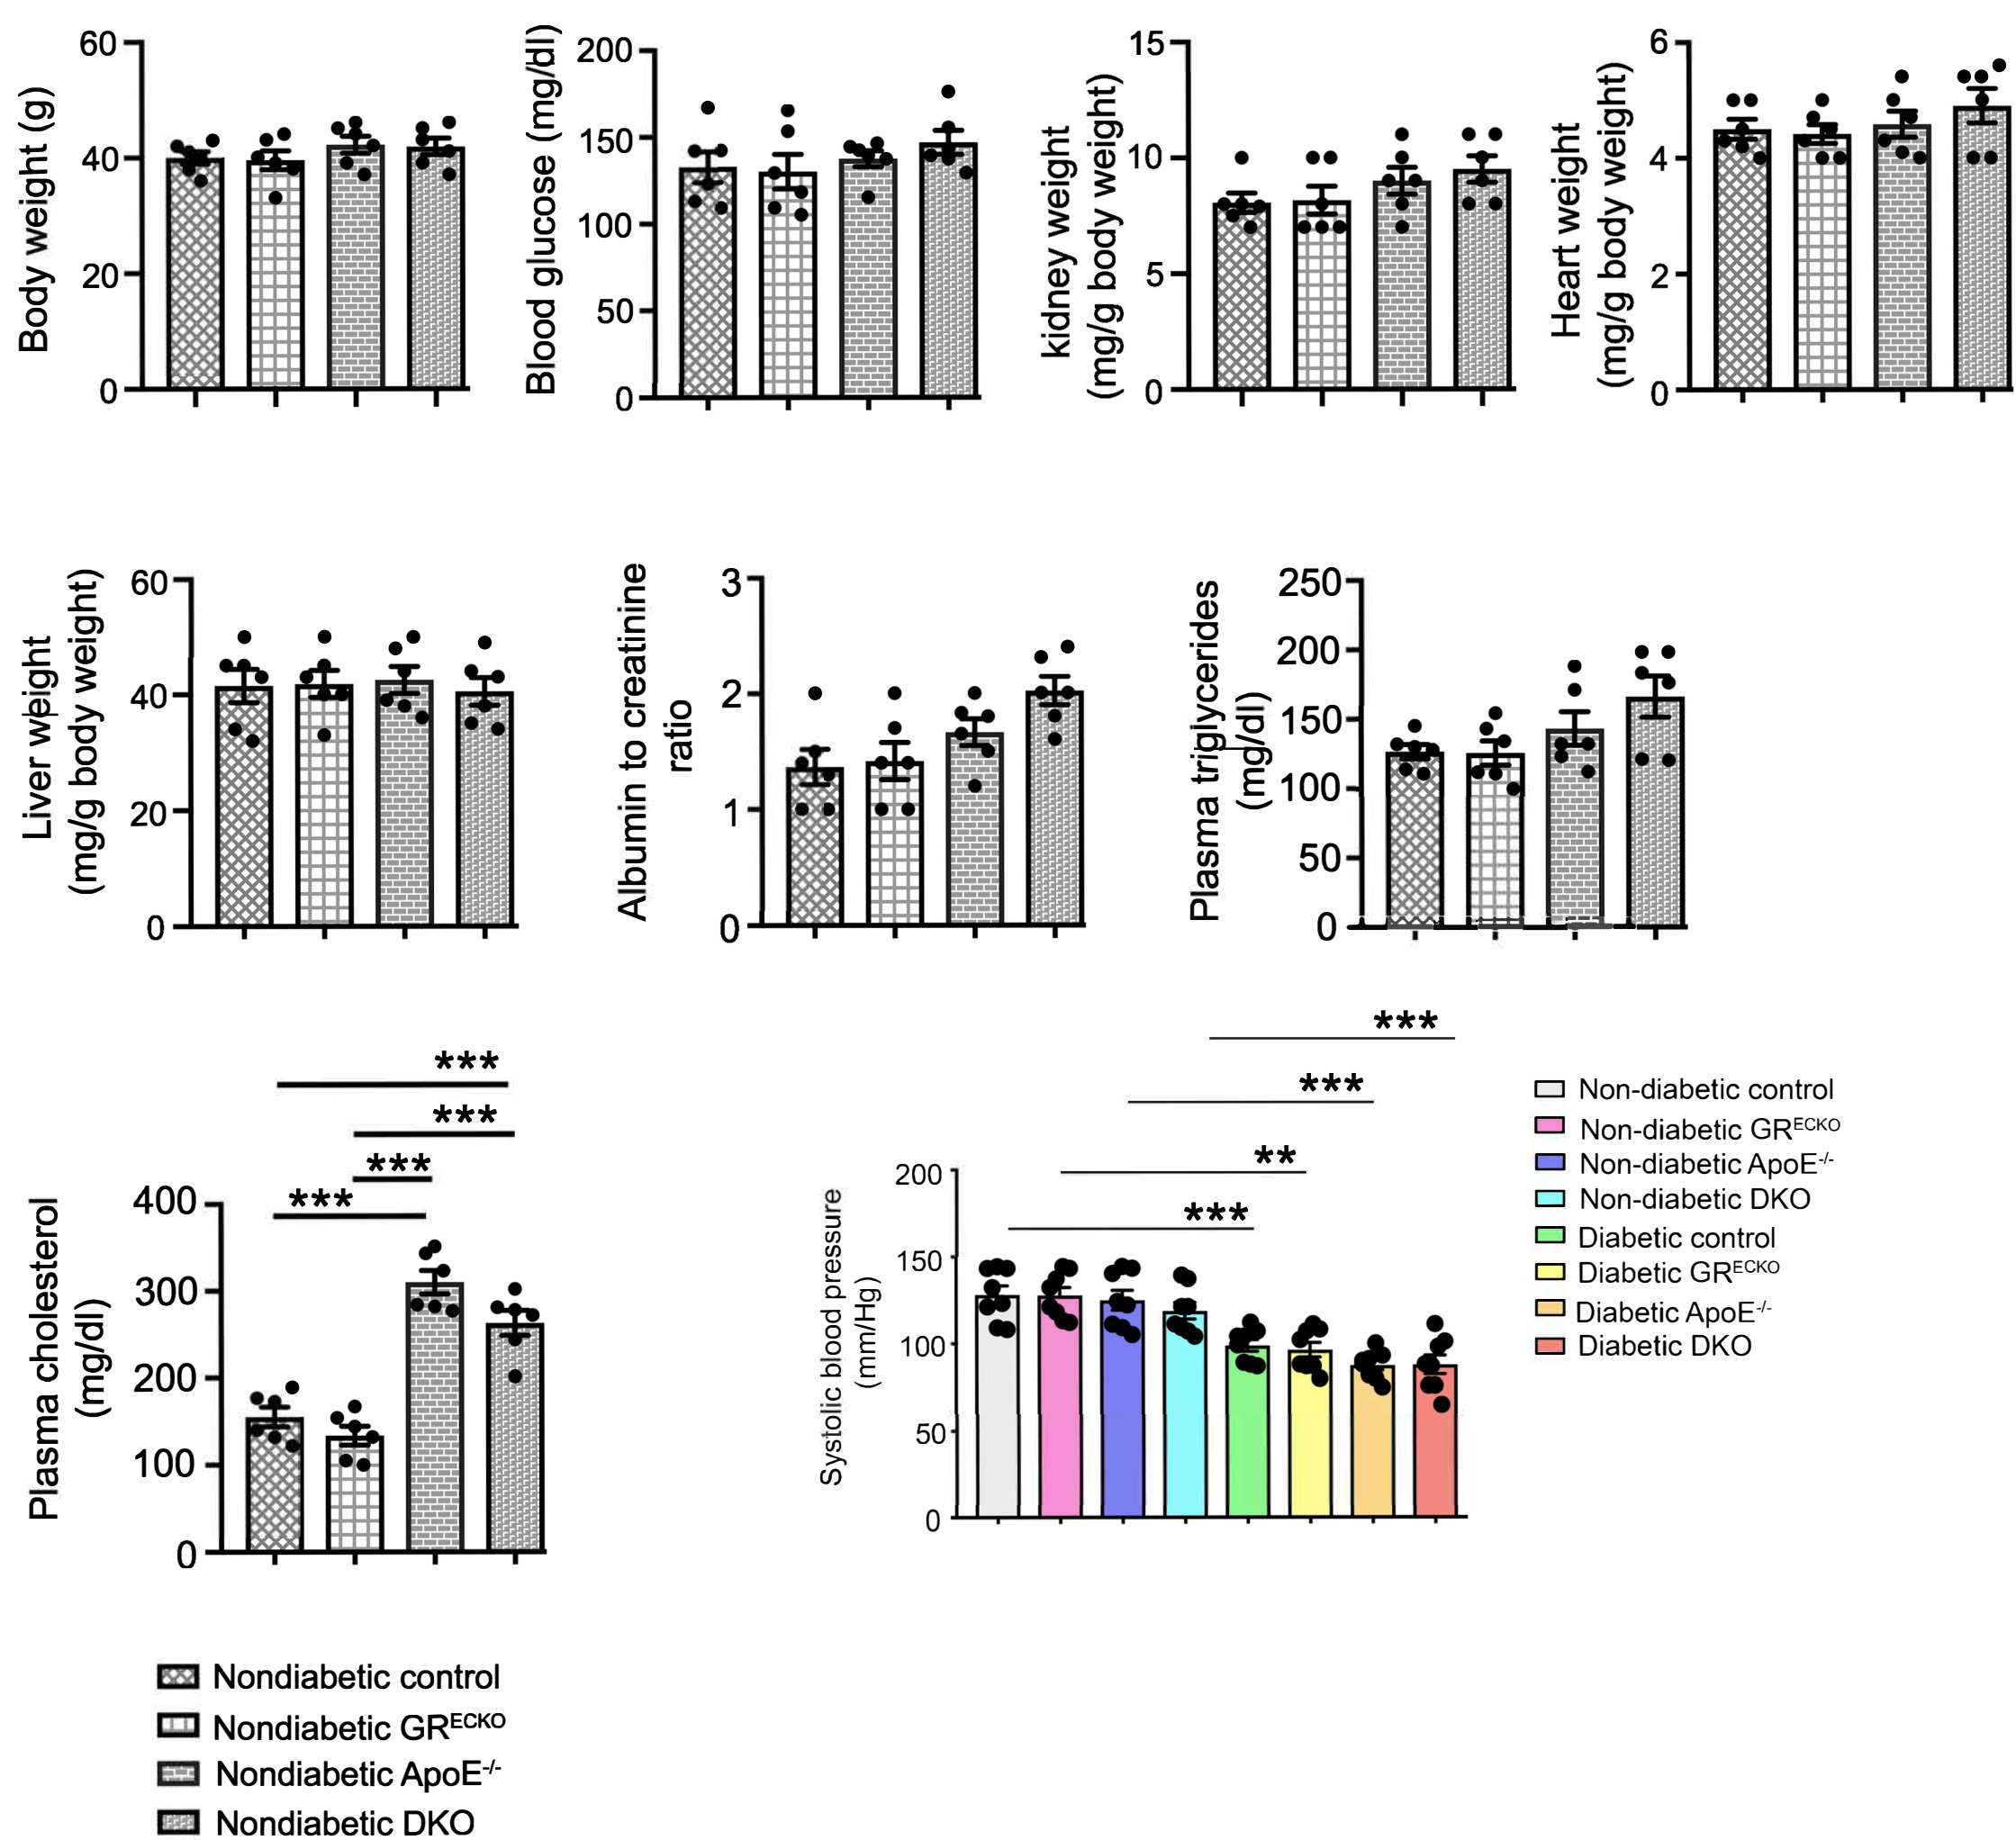 Body weight (g)
60
40
20
0
Blood glucose (mg/dl)
200
150
100
50
0
kidney weight
(mg/g body weight)
15
10
5
0
Heart weight
(mg/g body weight)
6
4
2
0
Liver weight
(mg/g body weight)
60
40
20
0
Albumin to creatinine
ratio
3
2
1
0
Plasma triglycerides
(mg/dl)
250
200
150
100
50
0
Plasma cholesterol
(mg/dl)
400
300
200
100
0
***
***
***
***
Systolic blood pressure
(mm/Hg)
200
150
100
50
0
***
***
**
***
Non-diabetic control
Non-diabetic GRECKO
Non-diabetic ApoE-/-
Non-diabetic DKO
Diabetic control
Diabetic GRECKO
Diabetic ApoE-/-
Diabetic DKO
Nondiabetic control
Nondiabetic GRECKO
Nondiabetic ApoE-/-
Nondiabetic DKO